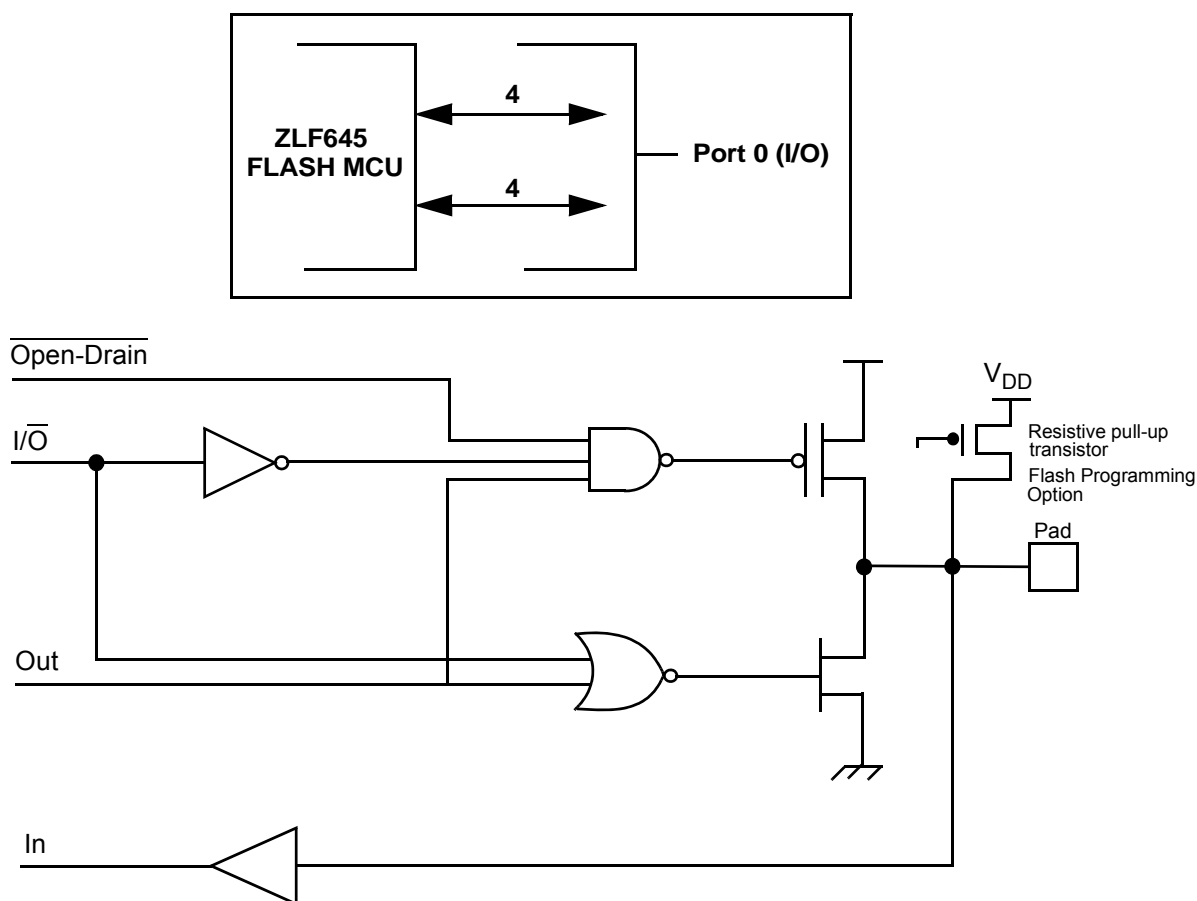 4
ZLF645
FLASH MCU
Port 0 (I/O)
4
Open-Drain
I/O
VDD
Resistive pull-up
transistor
Flash Programming
Option
Pad
Out
In